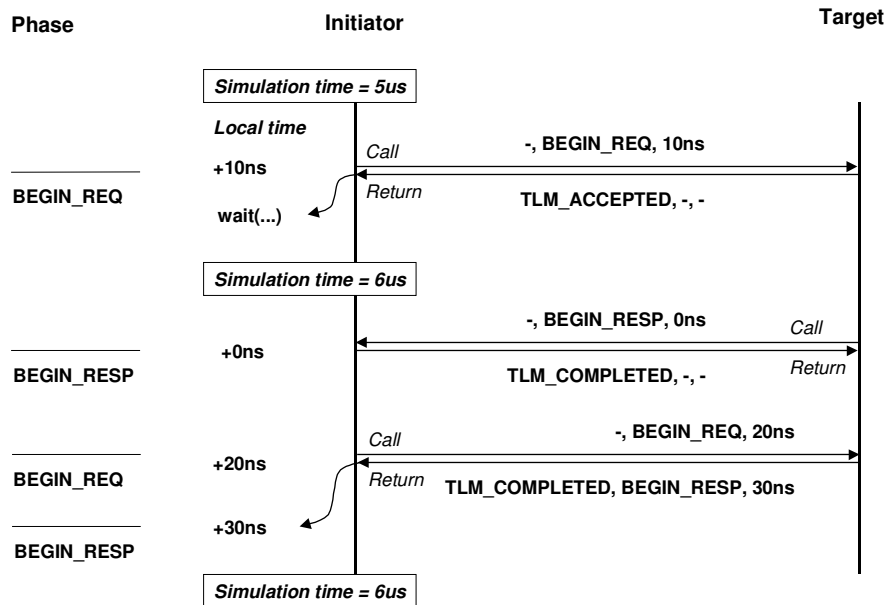 Phase Initiator Target
Simulation time = 5us
Local time
-, BEGIN_REQ, 10ns
Call
+10ns
BEGIN_REQ
Return
TLM_ACCEPTED, -, -
wait(...)
Simulation time = 6us
-, BEGIN_RESP, 0ns
Call
+0ns
BEGIN_RESP
TLM_COMPLETED, -, -
Return
-, BEGIN_REQ, 20ns
Call
+20ns
BEGIN_REQ
Return
TLM_COMPLETED, BEGIN_RESP, 30ns
+30ns
BEGIN_RESP
Simulation time = 6us